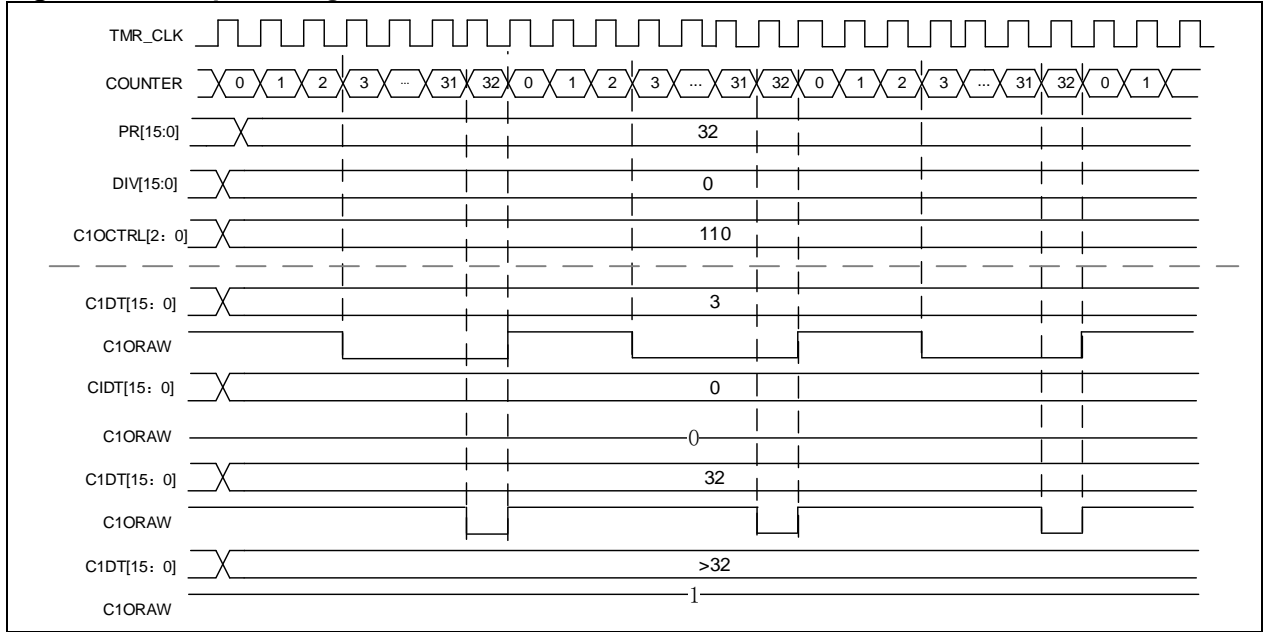 TMR_CLK
COUNTER 0 1 2 3 ... 31 32 0 1 2 3 ... 31 32 0 1 2 3 ... 31 32 0 1
PR[15:0] 32
DIV[15:0] 0
C1OCTRL[2：0] 110
C1DT[15：0] 3
C1ORAW
CIDT[15：0] 0
C1ORAW 0
C1DT[15：0] 32
C1ORAW
C1DT[15：0] >32
C1ORAW 1